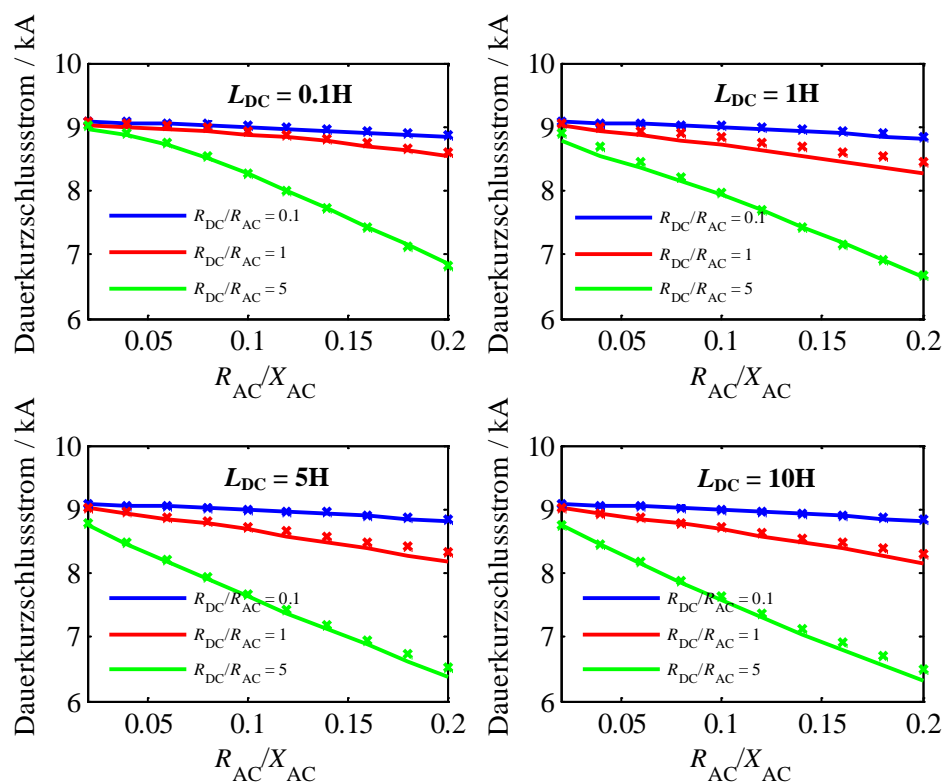 Dauerkurzschlussstrom / kA
10
9
8
7
6
L_DC = 0.1H
R_DC/R_AC = 0.1
R_DC/R_AC = 1
R_DC/R_AC = 5
0.05 0.1 0.15 0.2
R_AC/X_AC
Dauerkurzschlussstrom / kA
10
9
8
7
6
L_DC = 1H
R_DC/R_AC = 0.1
R_DC/R_AC = 1
R_DC/R_AC = 5
0.05 0.1 0.15 0.2
R_AC/X_AC
Dauerkurzschlussstrom / kA
10
9
8
7
6
L_DC = 5H
R_DC/R_AC = 0.1
R_DC/R_AC = 1
R_DC/R_AC = 5
0.05 0.1 0.15 0.2
R_AC/X_AC
Dauerkurzschlussstrom / kA
10
9
8
7
6
L_DC = 10H
R_DC/R_AC = 0.1
R_DC/R_AC = 1
R_DC/R_AC = 5
0.05 0.1 0.15 0.2
R_AC/X_AC